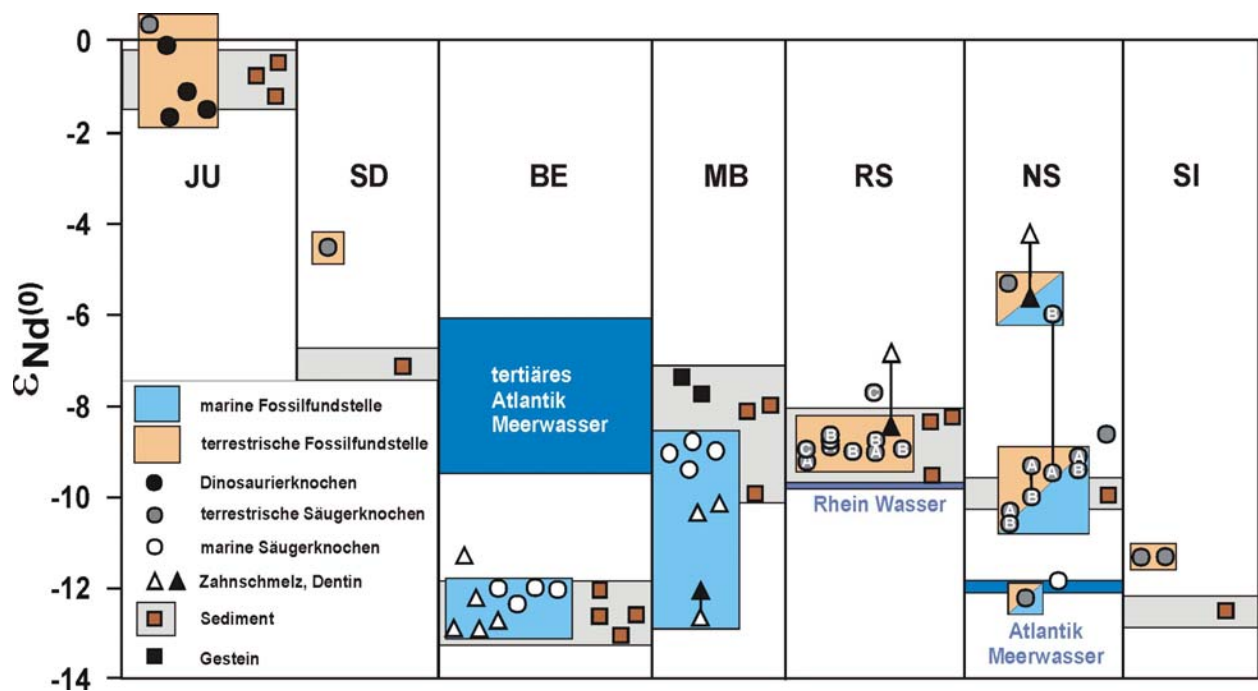 0
-2
-4
-6
-8
-10
-12
-14
εNd(0)
JU
SD
BE
MB
RS
NS
SI
tertiäres
Atlantik
Meerwasser
Rhein Wasser
Atlantik
Meerwasser
marine Fossilfundstelle
terrestrische Fossilfundstelle
Dinosaurierknochen
terrestrische Säugerknochen
marine Säugerknochen
Zahnschmelz, Dentin
Sediment
Gestein
C
A
B
B
B
B
A
B
C
B
A
B
A
B
A
A
B